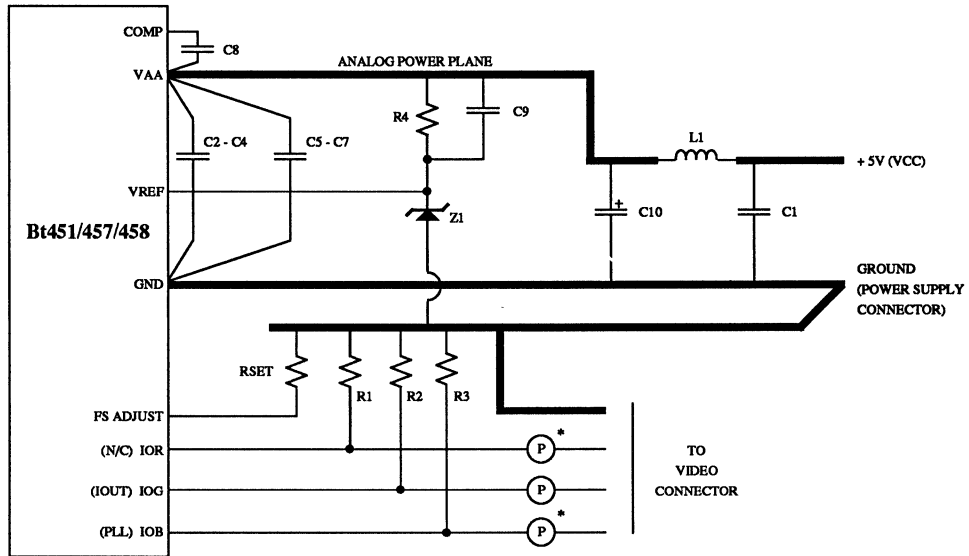 COMP
C8
VAA
ANALOG POWER PLANE
R4
C9
L1
C2 - C4
C5 - C7
+ 5V (VCC)
VREF
Z1
+
C10
C1
Bt451/457/458
GND
GROUND
(POWER SUPPLY
CONNECTOR)
RSET
R1
R2
R3
FS ADJUST
(N/C) IOR
P
*
TO
VIDEO
CONNECTOR
(IOUT) IOG
P
(PLL) IOB
P
*